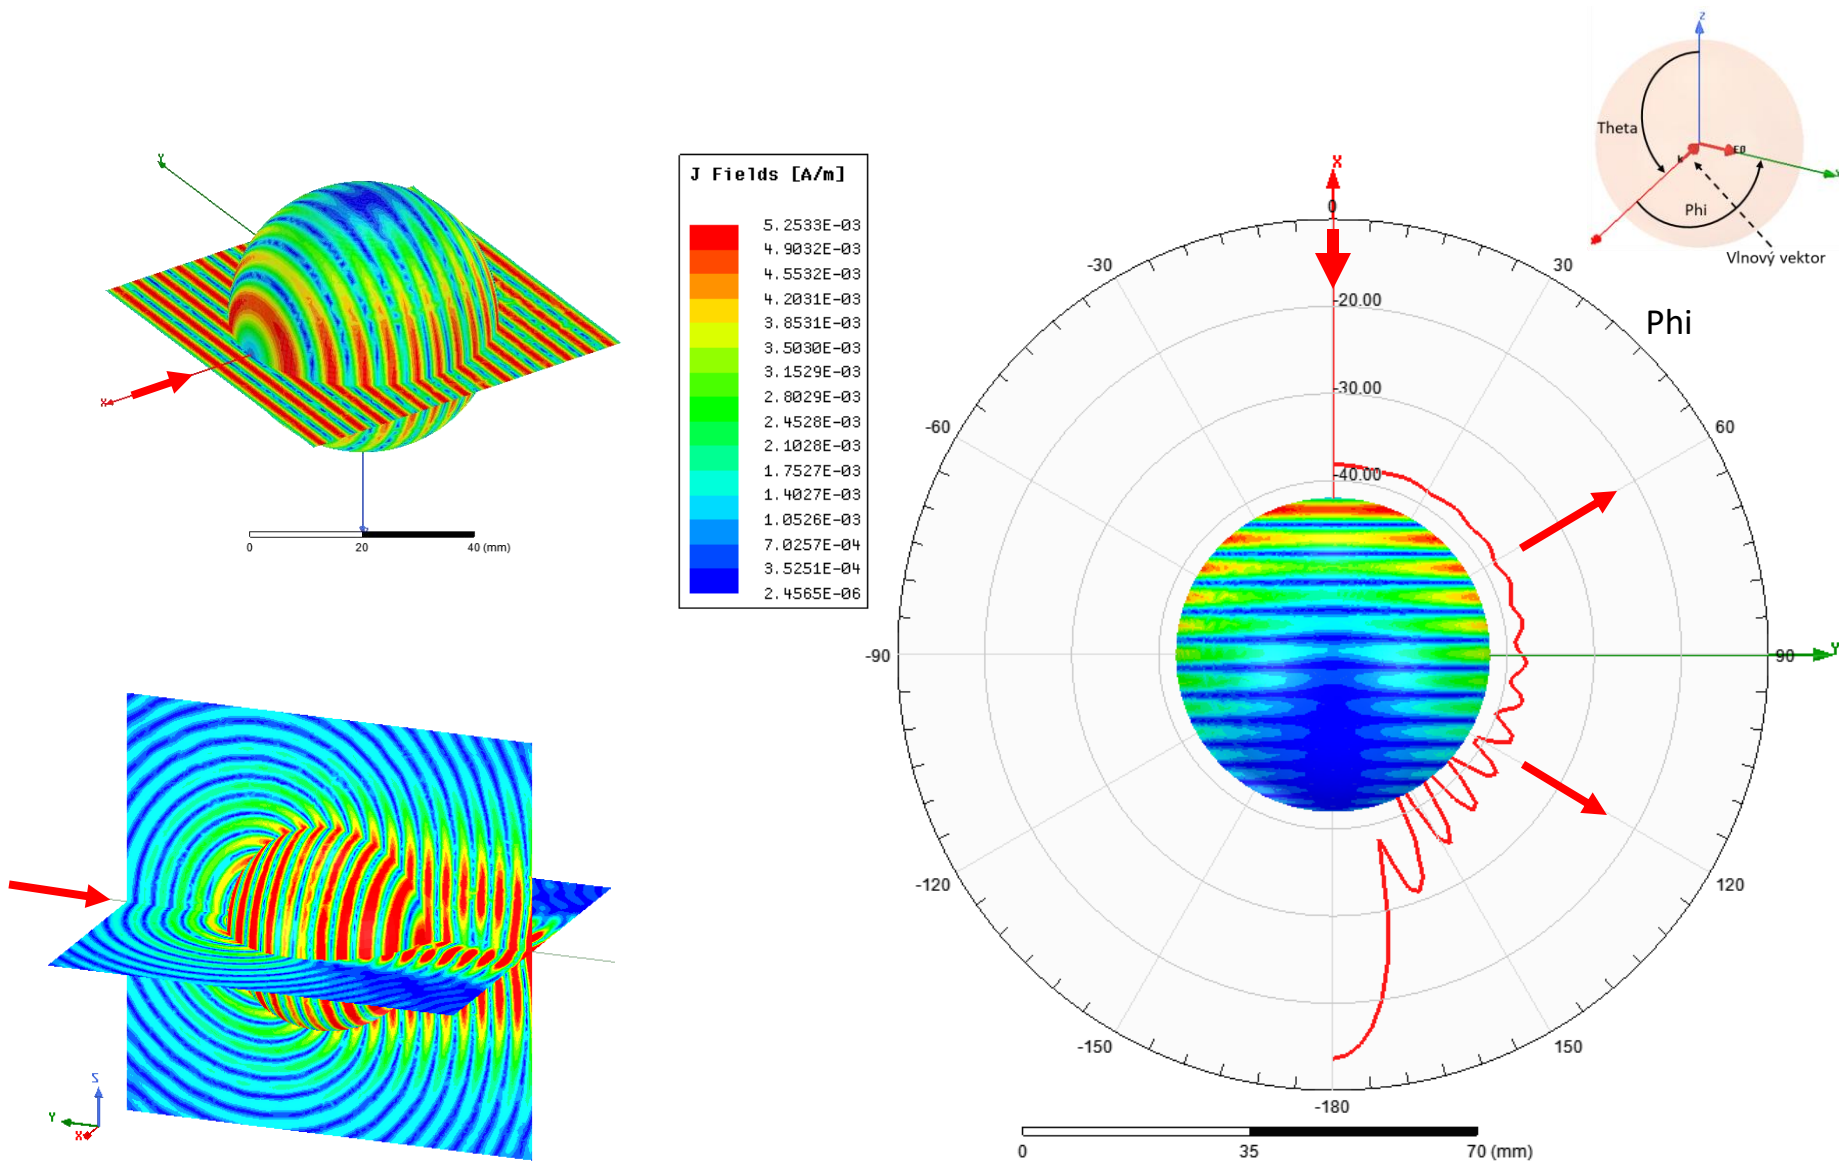 Y
X
0
20
40 (mm)
J Fields [A/m]
5.2533E-03
4.9032E-03
4.5532E-03
4.2031E-03
3.8531E-03
3.5030E-03
3.1529E-03
2.8029E-03
2.4528E-03
2.1028E-03
1.7527E-03
1.4027E-03
1.0526E-03
7.0257E-04
3.5251E-04
2.4565E-06
Z
Y
X
z
Theta
k
E0
Phi
Vlnový vektor
Phi
X
0
30
60
90
Y
120
150
-180
-150
-120
-90
-60
-30
-20.00
-30.00
-40.00
0
35
70 (mm)